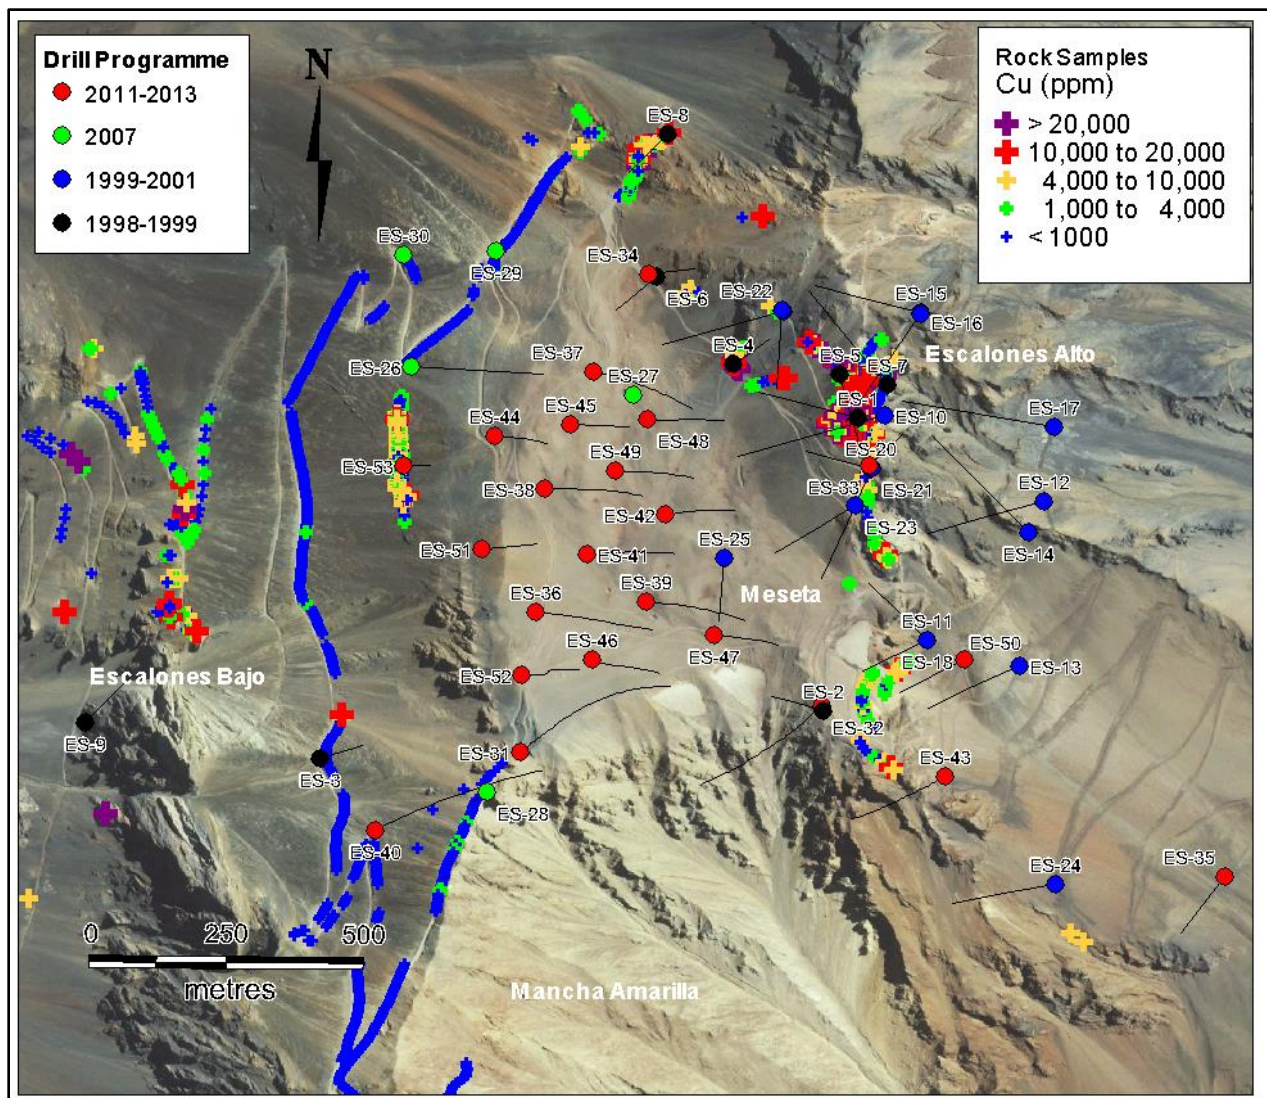 Drill Programme
2011-2013
2007
1999-2001
1998-1999
N
Rock Samples
Cu (ppm)
> 20,000
10,000 to 20,000
4,000 to 10,000
1,000 to 4,000
< 1000
ES-8
ES-30
ES-29
ES-34
ES-6
ES-22
ES-15
ES-16
Escalones Alto
ES-4
ES-5
ES-7
ES-37
ES-26
ES-27
ES-1
ES-10
ES-17
ES-44
ES-45
ES-48
ES-20
ES-53
ES-49
ES-38
ES-33
ES-21
ES-12
ES-42
ES-23
ES-14
ES-51
ES-41
ES-25
ES-39
Meseta
ES-36
ES-11
ES-46
ES-47
ES-18
ES-50
ES-13
ES-52
Escalones Bajo
ES-2
ES-32
ES-9
ES-3
ES-31
ES-43
ES-28
ES-40
ES-24
ES-35
0 250 500
metres
Mancha Amarilla